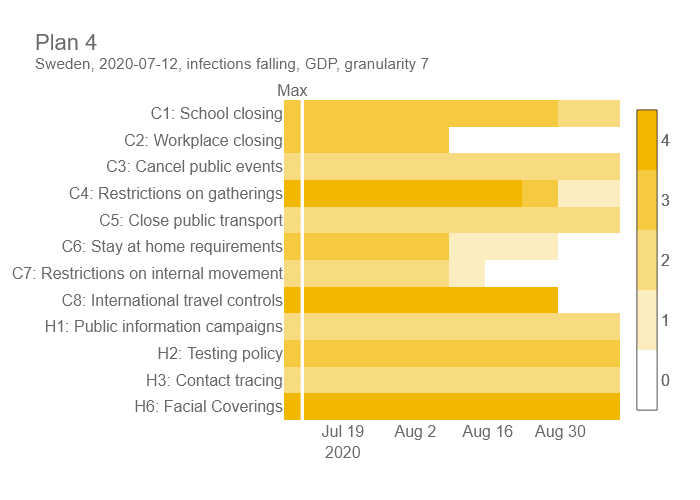 Plan 4
Sweden, 2020-07-12, infections falling, GDP, granularity 7
Max
C1: School closing
C2: Workplace closing
C3: Cancel public events
C4: Restrictions on gatherings
C5: Close public transport
C6: Stay at home requirements
C7: Restrictions on internal movement
C8: International travel controls
H1: Public information campaigns
H2: Testing policy
H3: Contact tracing
H6: Facial Coverings
4
3
2
1
0
Jul 19 Aug 2 Aug 16 Aug 30
2020